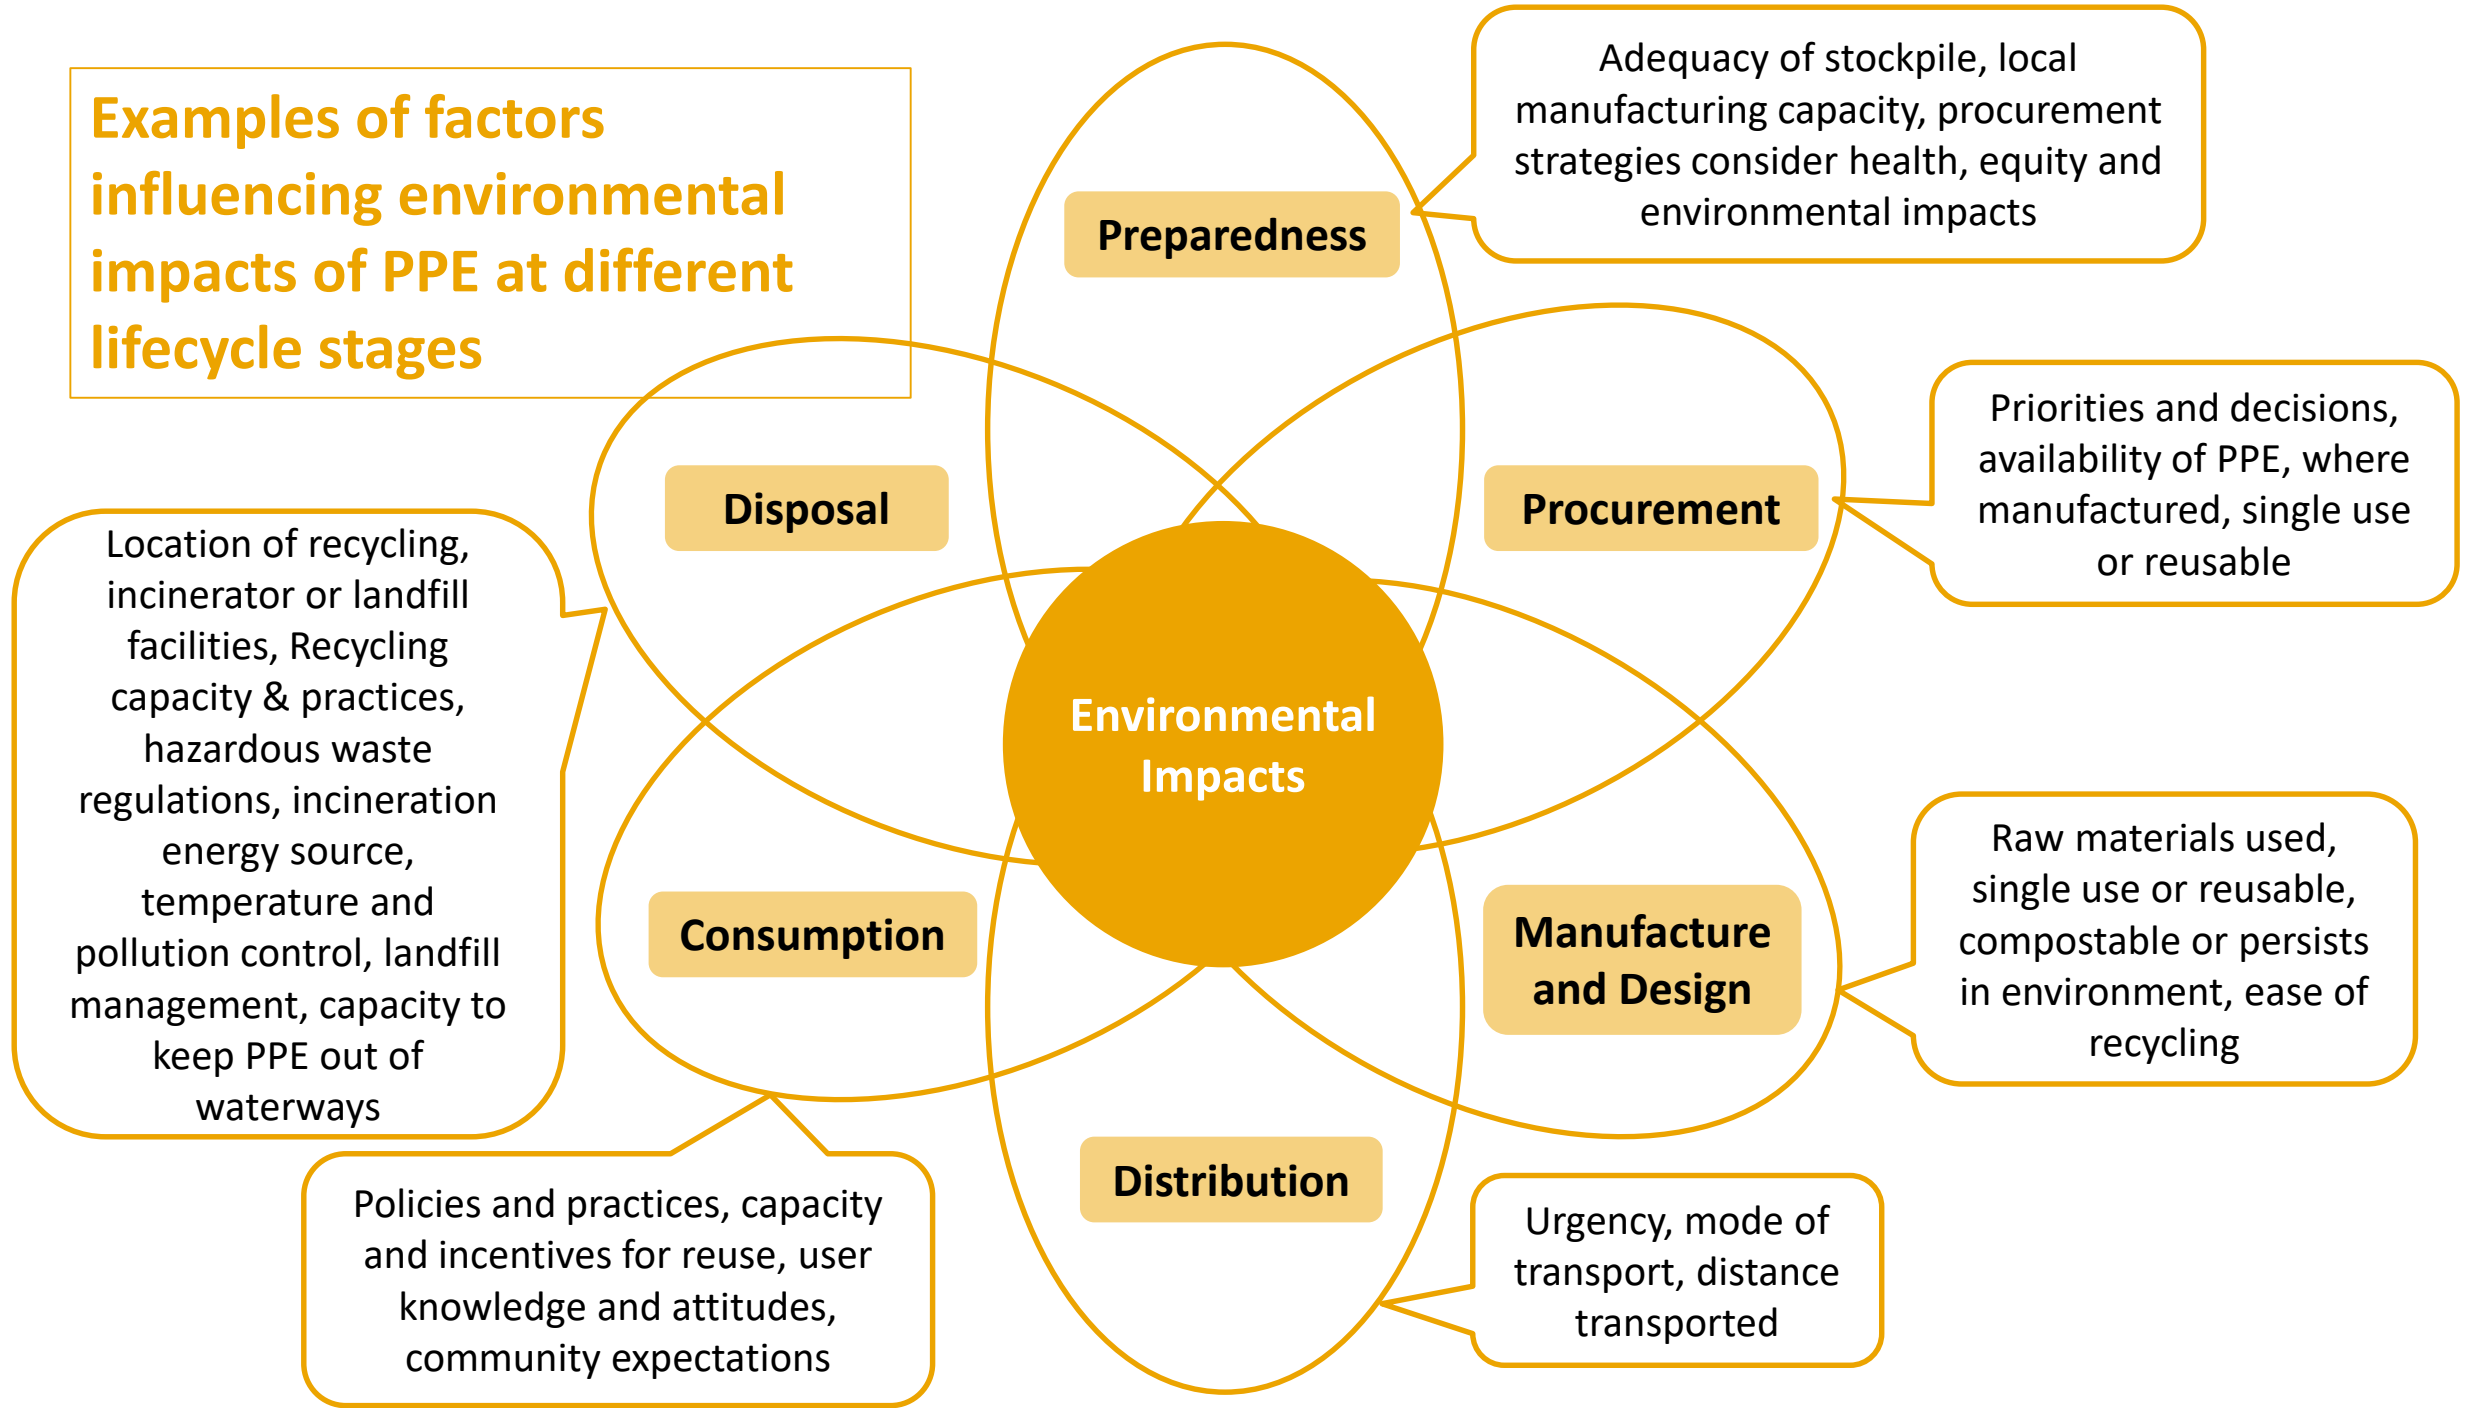 Examples of factors
influencing environmental
impacts of PPE at different
lifecycle stages
Preparedness
Adequacy of stockpile, local
manufacturing capacity, procurement
strategies consider health, equity and
environmental impacts
Procurement
Priorities and decisions,
availability of PPE, where
manufactured, single use
or reusable
Manufacture
and Design
Raw materials used,
single use or reusable,
compostable or persists
in environment, ease of
recycling
Distribution
Urgency, mode of
transport, distance
transported
Consumption
Policies and practices, capacity
and incentives for reuse, user
knowledge and attitudes,
community expectations
Disposal
Location of recycling,
incinerator or landfill
facilities, Recycling
capacity & practices,
hazardous waste
regulations, incineration
energy source,
temperature and
pollution control, landfill
management, capacity to
keep PPE out of
waterways
Environmental
Impacts